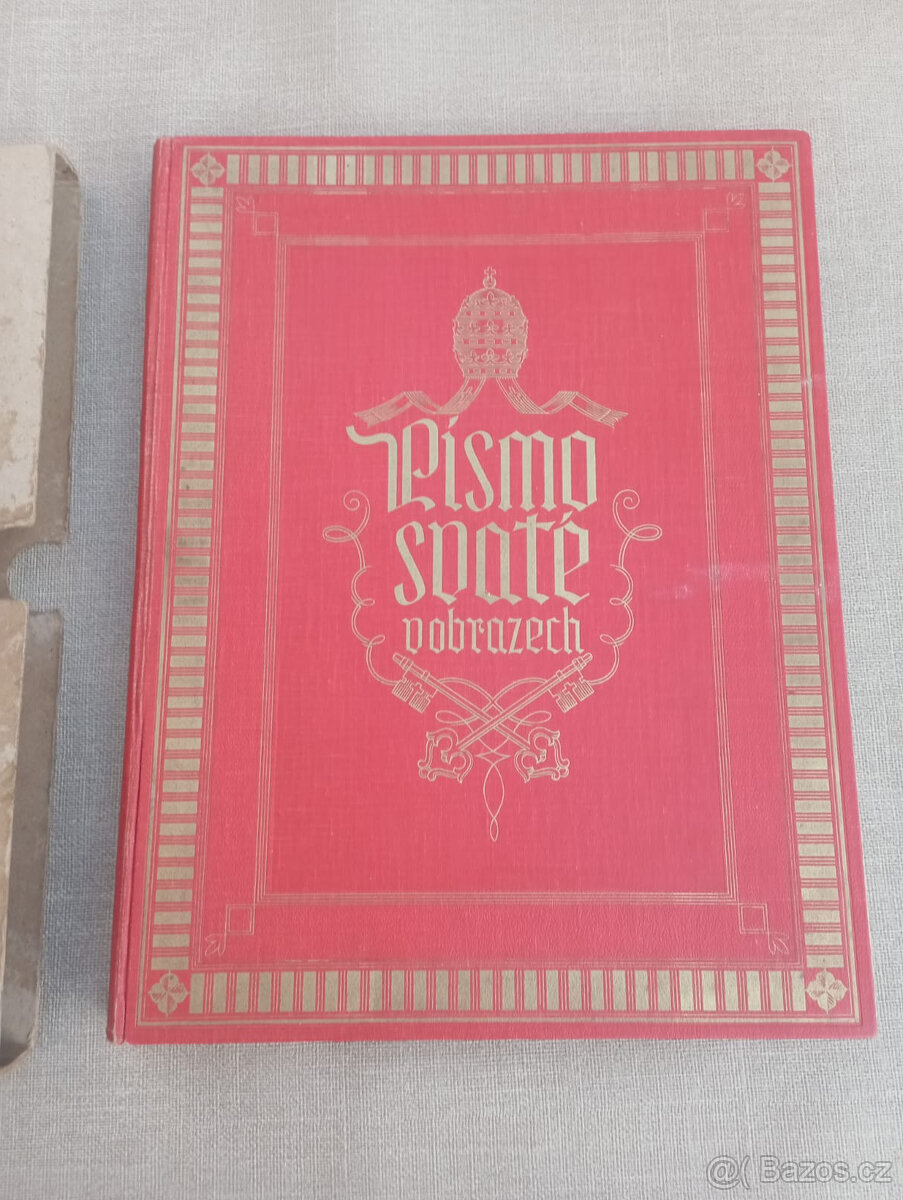 Písmo
svaté
v obrazech
@( Bazos.cz